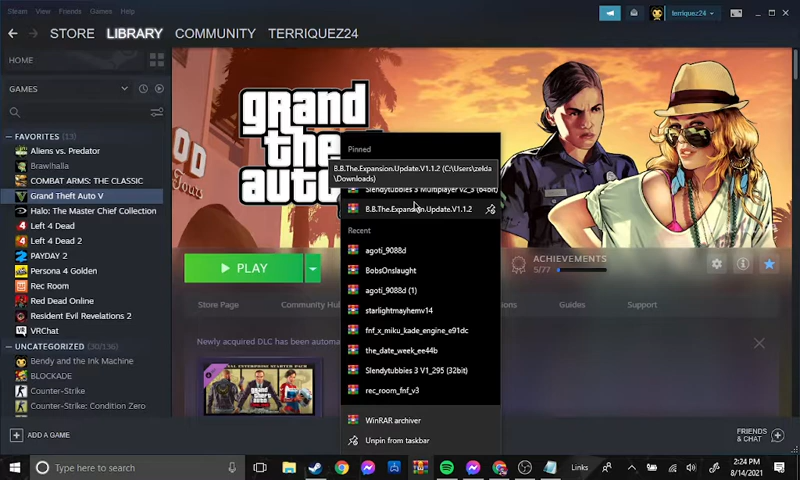 Steam View Friends Games Help
terriquez24
STORE LIBRARY COMMUNITY TERRIQUEZ24
HOME
GAMES
FAVORITES (13)
Aliens vs. Predator
Brawlhalla
COMBAT ARMS: THE CLASSIC
Grand Theft Auto V
Halo: The Master Chief Collection
Left 4 Dead
Left 4 Dead 2
PAYDAY 2
Persona 4 Golden
Rec Room
Red Dead Online
Resident Evil Revelations 2
VRChat
UNCATEGORIZED (30/136)
Bendy and the Ink Machine
BLOCKADE
Counter-Strike
Counter-Strike: Condition Zero
ADD A GAME
grand
the
auto
Tours
PLAY
ACHIEVEMENTS
5/77
Store Page
Community Hu
Guides
Support
Newly acquired DLC has been automa
Pinned
B.B.The.Expansion.Update.V1.1.2 (C:\Users\zelda
\Downloads)
Slendytubbies 3 Multiplayer v2_3 (64bit)
B.B.The.Expansion.Update.V1.1.2
Recent
agoti_9088d
BobsOnslaught
agoti_9088d (1)
starlightmayhemv14
fnf_x_miku_kade_engine_e91dc
the_date_week_ee44b
Slendytubbies 3 V1_295 (32bit)
rec_room_fnf_v3
WinRAR archiver
Unpin from taskbar
FRIENDS
& CHAT
Type here to search
Links
2:24 PM
8/14/2021